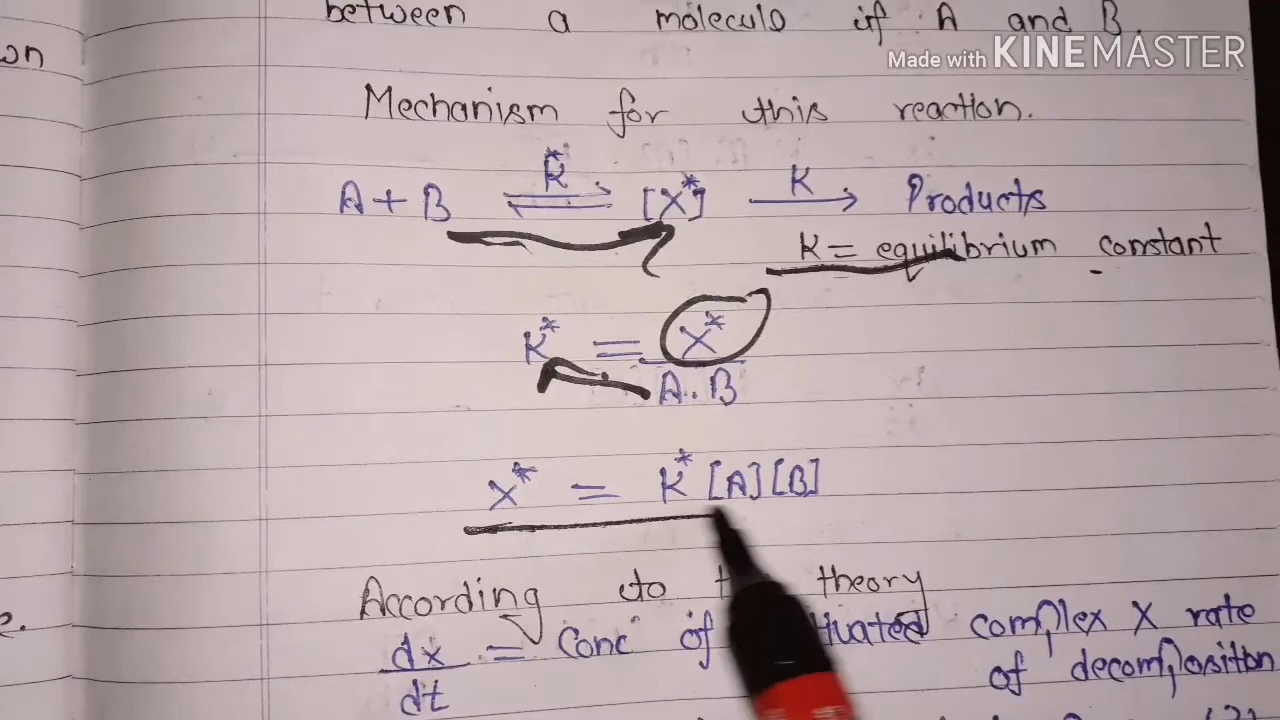 between a molecule of A and B.
on
Made with KINEMASTER
Mechanism for this reaction.
A + B ⇌ K* [X*] → K Products
K = equilibrium constant
K* = X* / A.B
X* = K* [A][B]
According to theory
e.
dx/dt = Conc of complex X rate
of decomposition